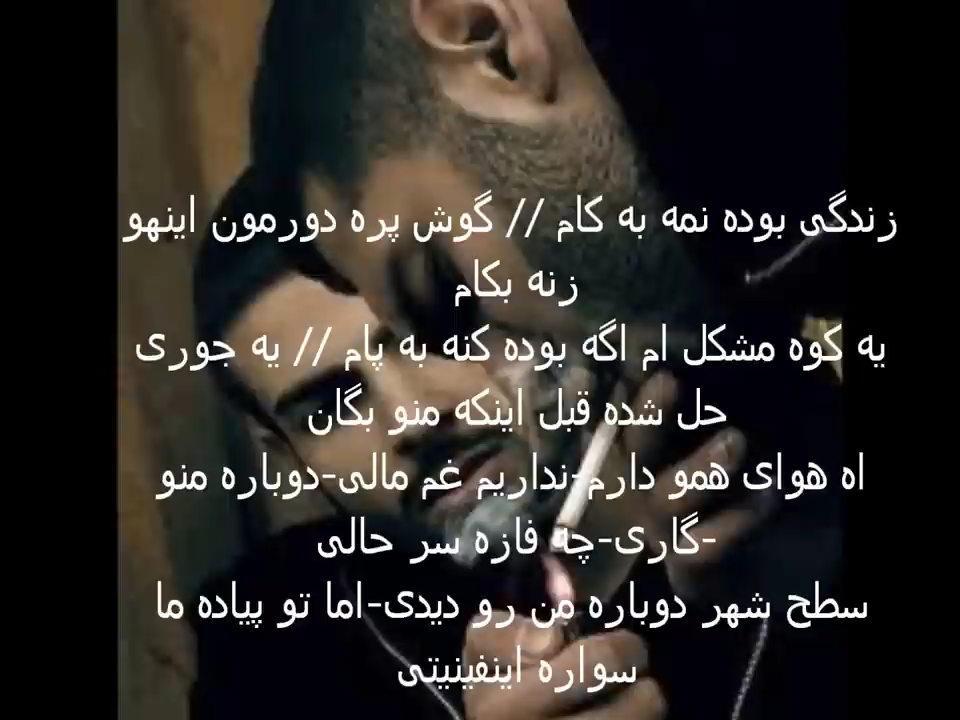 زندگی بوده نمه به کام // گوش پره دورمون اینهو
زنه بکام
یه کوه مشکل ام اگه بوده کنه به پام // یه جوری
حل شده قبل اینکه منو بگان
اه هوای همو دارم-نداریم غم مالی-دوباره منو
گاری-چه فازه سر حالی-
سطح شهر دوباره من رو دیدی-اما تو پیاده ما
سواره اینفینیتی